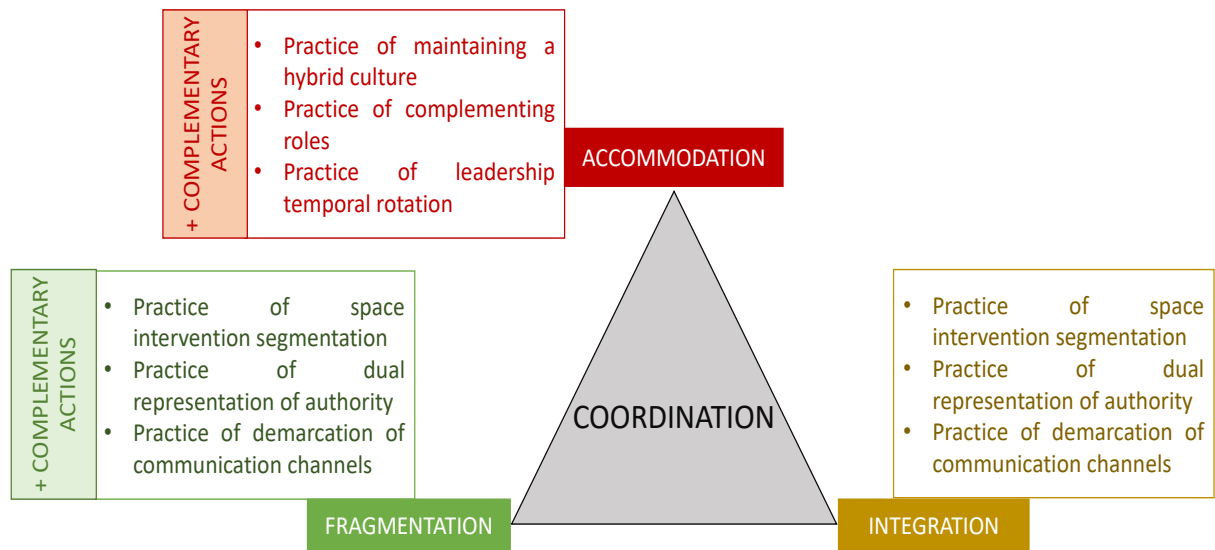 + COMPLEMENTARY
ACTIONS
• Practice of maintaining a
hybrid culture
• Practice of complementing
roles
• Practice of leadership
temporal rotation
ACCOMMODATION
+ COMPLEMENTARY
ACTIONS
• Practice of space
intervention segmentation
• Practice of dual
representation of authority
• Practice of demarcation of
communication channels
FRAGMENTATION
COORDINATION
• Practice of space
intervention segmentation
• Practice of dual
representation of authority
• Practice of demarcation of
communication channels
INTEGRATION